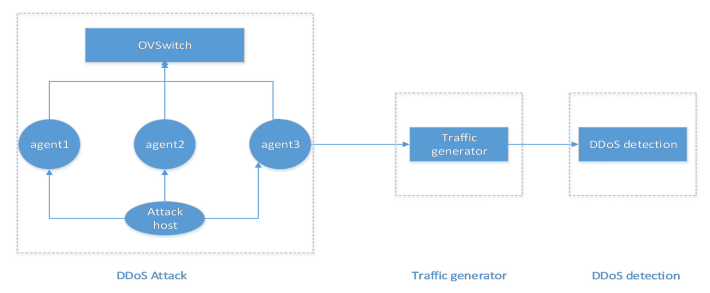 OVSwitch
agent1
agent2
agent3
Attack
host
Traffic
generator
DDoS detection
DDoS Attack
Traffic generator
DDoS detection